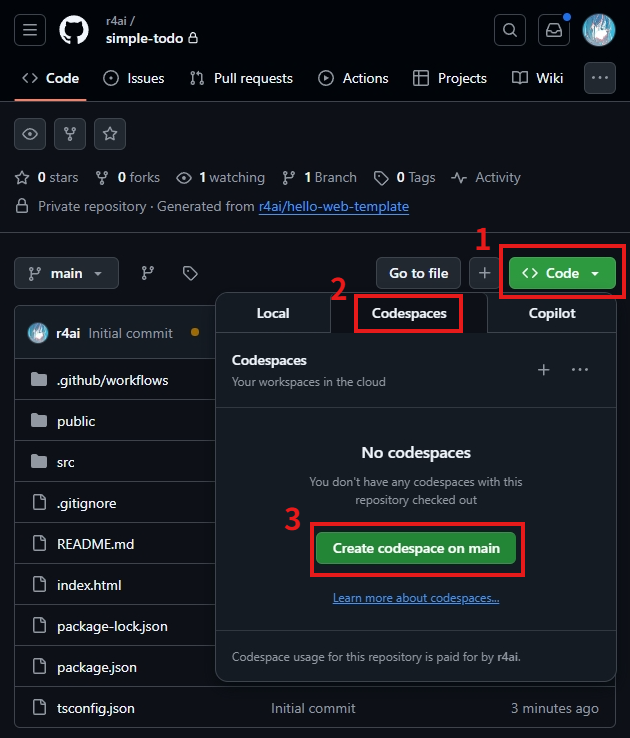 r4ai /
simple-todo
Code Issues Pull requests Actions Projects Wiki ...
0 stars 0 forks 1 watching 1 Branch 0 Tags Activity
Private repository · Generated from r4ai/hello-web-template
1
main Go to file + Code
2
Local Codespaces Copilot
r4ai Initial commit
Codespaces
Your workspaces in the cloud
+ ...
.github/workflows
public
src
.gitignore
README.md
index.html
package-lock.json
package.json
No codespaces
You don't have any codespaces with this
repository checked out
3
Create codespace on main
Learn more about codespaces...
Codespace usage for this repository is paid for by r4ai.
tsconfig.json Initial commit 3 minutes ago